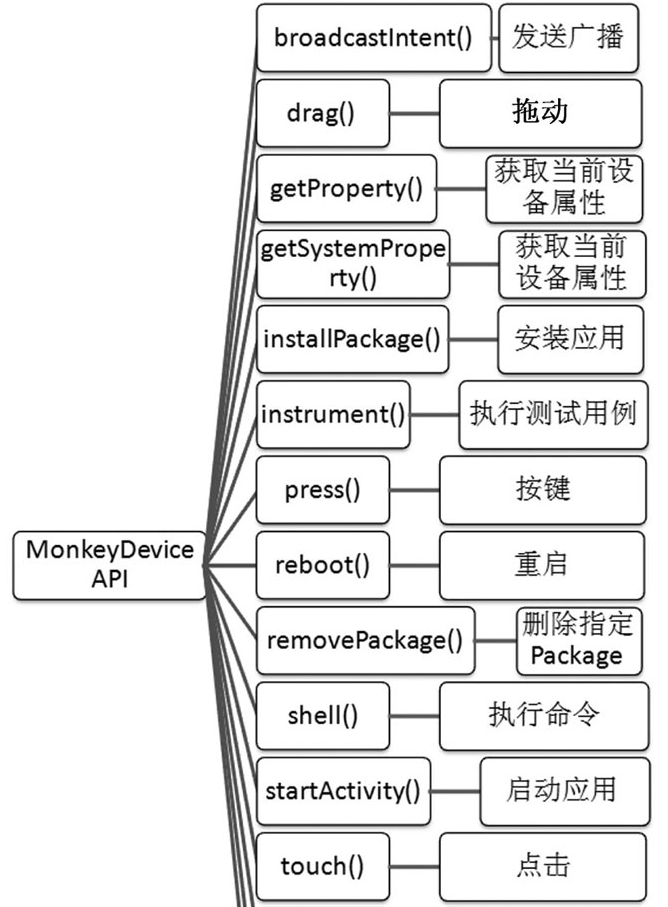 broadcastIntent()
发送广播
drag()
拖动
getProperty()
获取当前设
备属性
getSystemPrope
rty()
获取当前
设备属性
installPackage()
安装应用
instrument()
执行测试用例
press()
按键
MonkeyDevice
API
reboot()
重启
removePackage()
删除指定
Package
shell()
执行命令
startActivity()
启动应用
touch()
点击